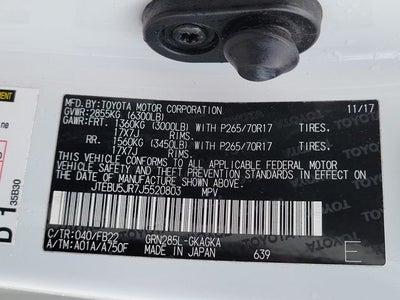 MFD.BY:TOYOTA MOTOR CORPORATION 11/17
GVWR:2855KG (6300LB)
GAWR:FRT. 1360KG (3000LB) WITH P265/70R17 TIRES.
17X7J RIMS.
RR. 1560KG (3450LB) WITH P265/70R17 TIRES.
17X7J RIMS.
THIS VEHICLE CONFORMS TO ALL APPLICABLE FEDERAL MOTOR
VEHICLE SAFETY AND THEFT PREVENTION STANDARDS IN EFFECT ON
THE DATE OF MANUFACTURE SHOWN ABOVE.
JTEBU5JR7J5520803 MPV
C/TR:040/FB22 GRN285L-GKAGKA
A/TM:A01A/A750F MADE IN JAPAN 639 E
35B30